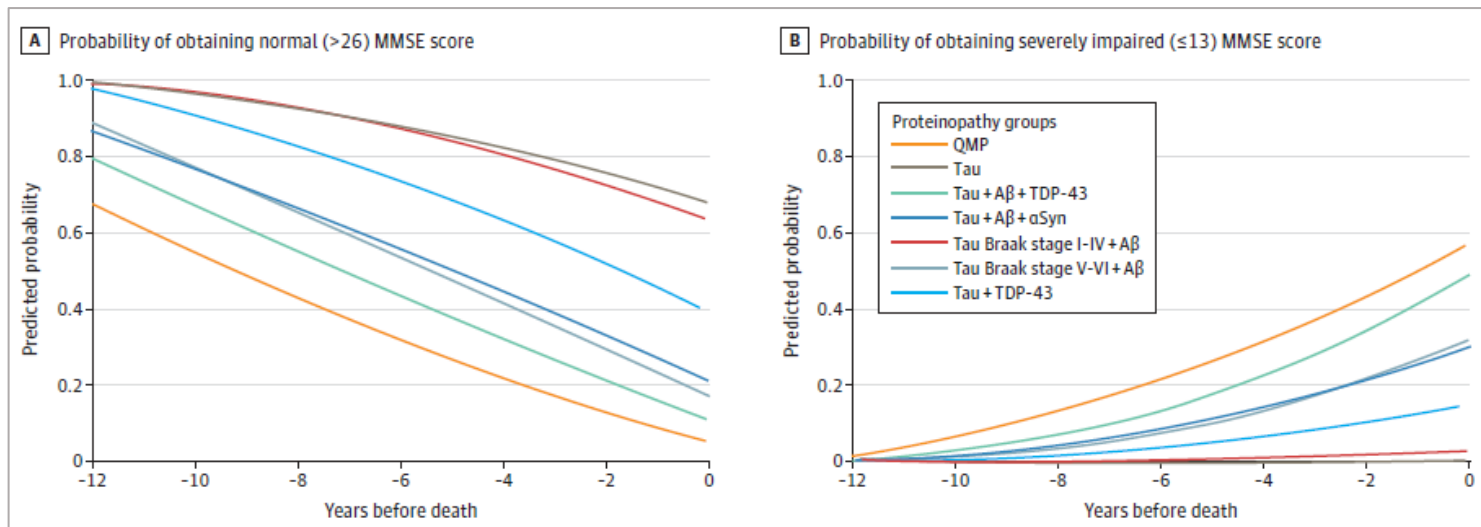 A Probability of obtaining normal (>26) MMSE score
1.0
0.8
0.6
0.4
0.2
0
Predicted probability
-12 -10 -8 -6 -4 -2 0
Years before death
B Probability of obtaining severely impaired (≤13) MMSE score
1.0
0.8
0.6
0.4
0.2
0
Predicted probability
-12 -10 -8 -6 -4 -2 0
Years before death
Proteinopathy groups
QMP
Tau
Tau + Aβ + TDP-43
Tau + Aβ + αSyn
Tau Braak stage I-IV + Aβ
Tau Braak stage V-VI + Aβ
Tau + TDP-43